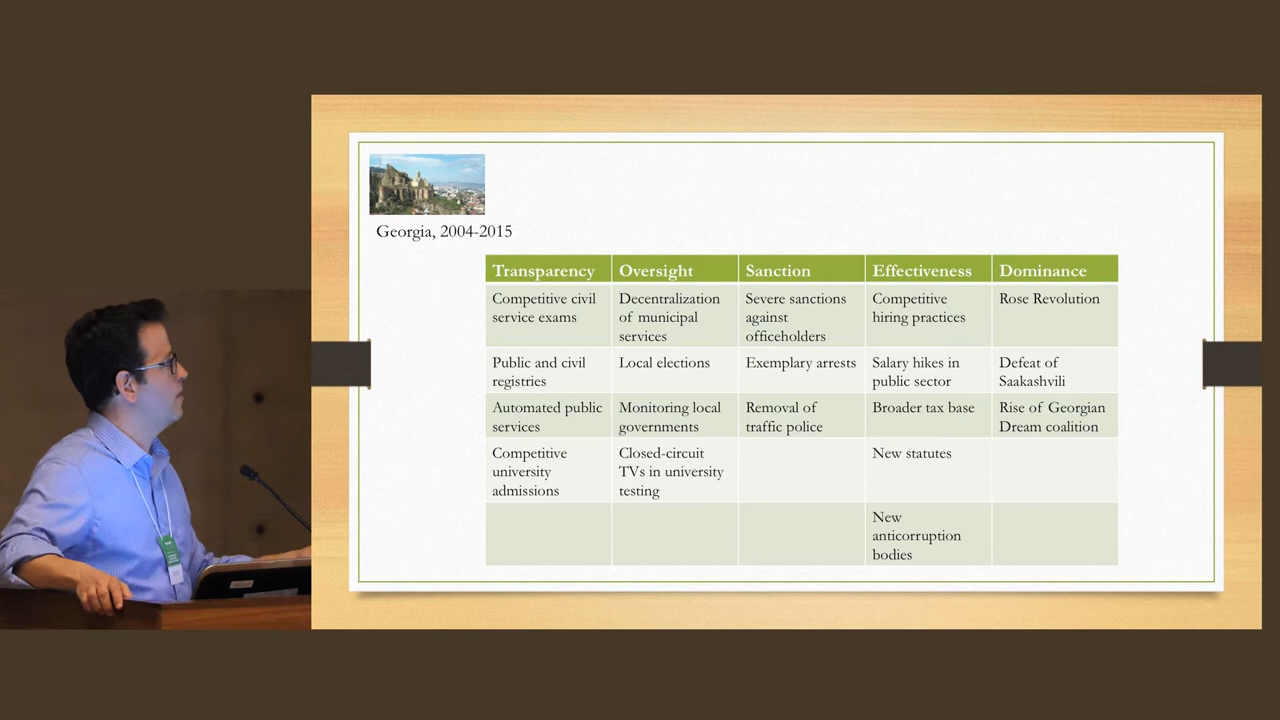 Georgia, 2004-2015
Transparency Oversight Sanction Effectiveness Dominance
Competitive civil service exams Decentralization of municipal services Severe sanctions against officeholders Competitive hiring practices Rose Revolution
Public and civil registries Local elections Exemplary arrests Salary hikes in public sector Defeat of Saakashvili
Automated public services Monitoring local governments Removal of traffic police Broader tax base Rise of Georgian Dream coalition
Competitive university admissions Closed-circuit TVs in university testing New statutes
New anticorruption bodies